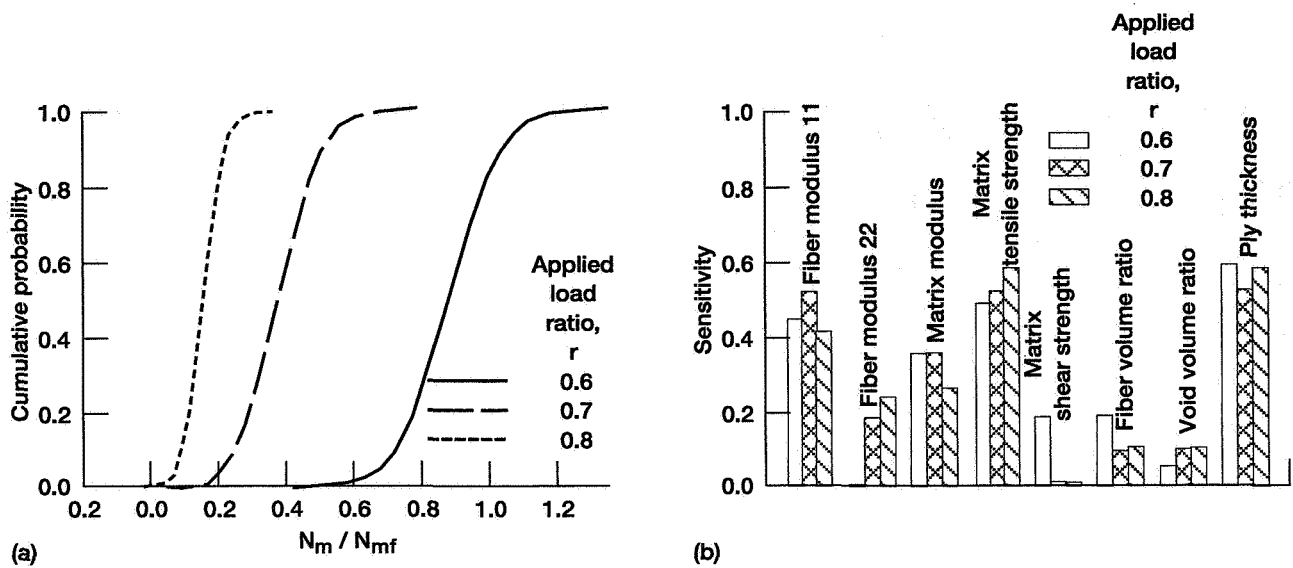 1.0
0.8
0.6
0.4
0.2
0.0
Cumulative probability
0.2 0.0 0.2 0.4 0.6 0.8 1.0 1.2
Nm / Nmf
Applied
load
ratio,
r
0.6
0.7
0.8
(a)
1.0
0.8
0.6
0.4
0.2
0.0
Sensitivity
Fiber modulus 11
Fiber modulus 22
Matrix modulus
Matrix
tensile strength
Matrix
shear strength
Fiber volume ratio
Void volume ratio
Ply thickness
Applied
load
ratio,
r
0.6
0.7
0.8
(b)